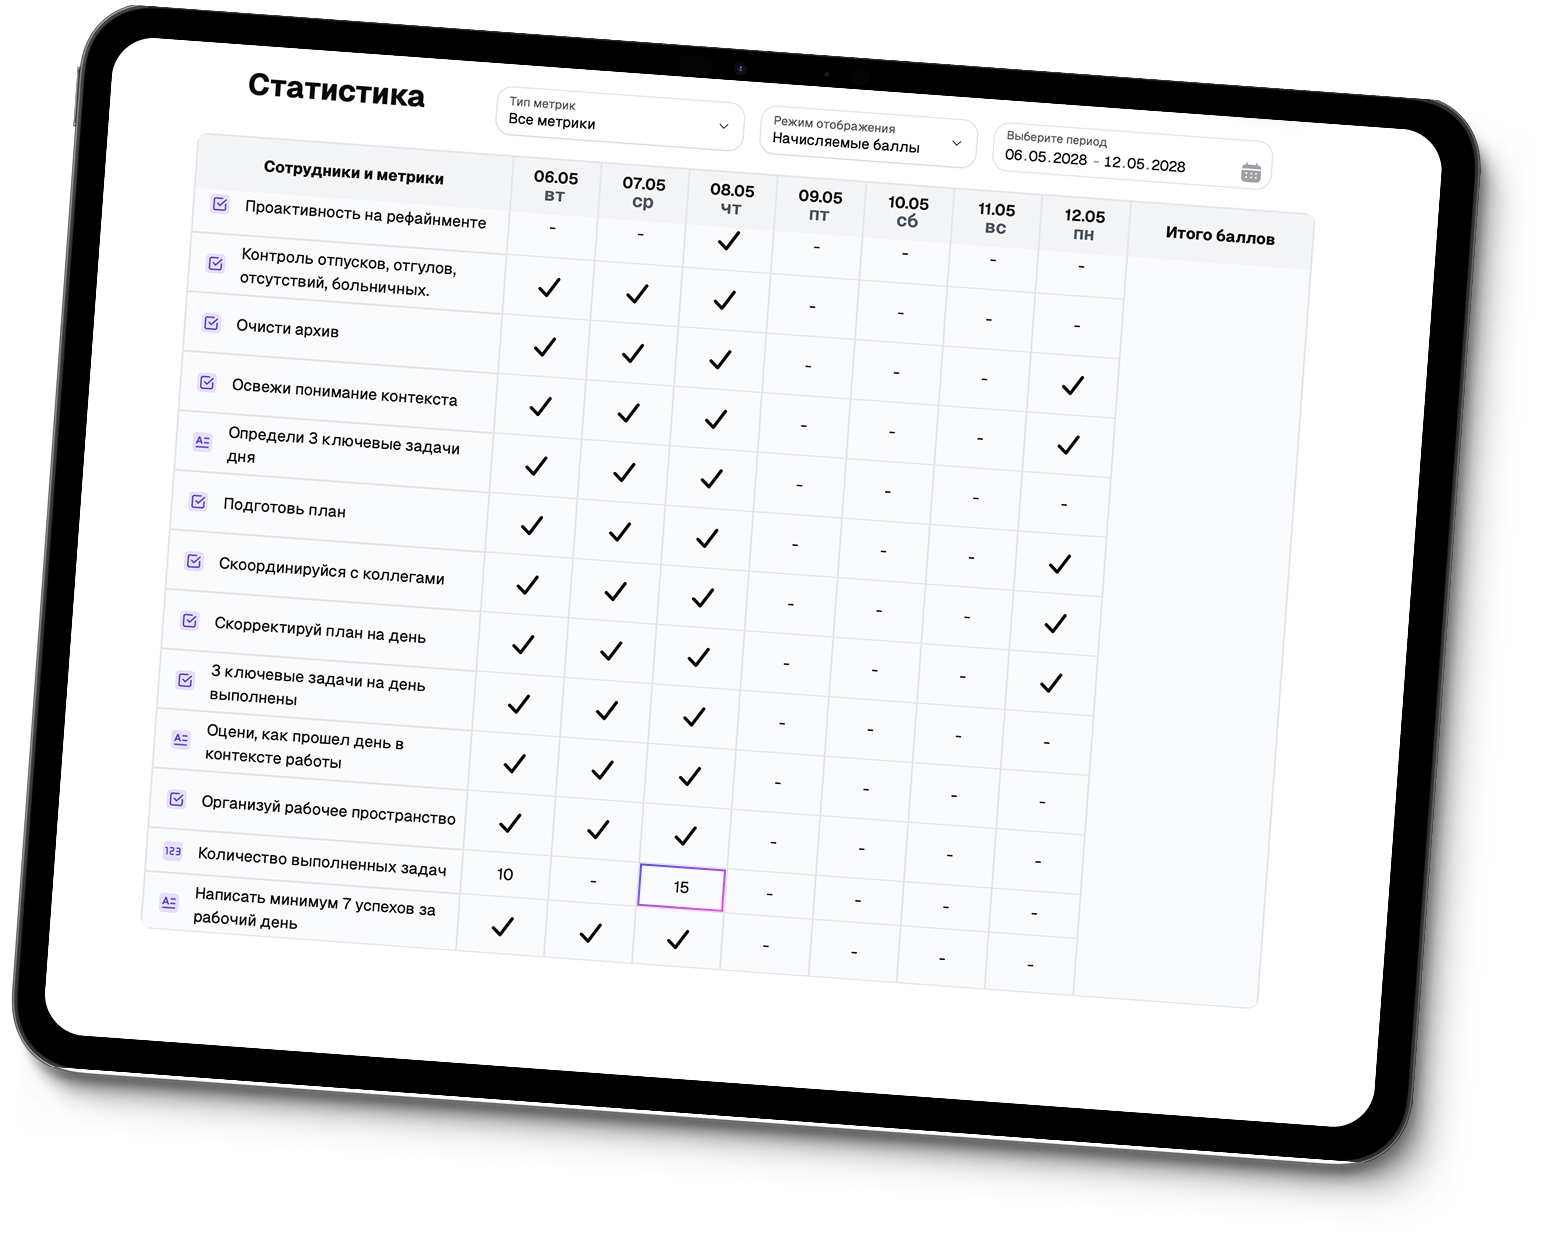 Статистика
Тип метрик
Все метрики
Режим отображения
Начисляемые баллы
Выберите период
06.05.2028 - 12.05.2028
Сотрудники и метрики 06.05 07.05 08.05 09.05 10.05 11.05 12.05 Итого баллов
вт ср чт пт сб вс пн
Проактивность на рефайнменте - - ✓ - - - -
Контроль отпусков, отгулов,
отсутствий, больничных. ✓ ✓ ✓ - - - -
Очисти архив ✓ ✓ ✓ - - - ✓
Освежи понимание контекста ✓ ✓ ✓ - - - ✓
A Определи 3 ключевые задачи
дня ✓ ✓ ✓ - - - -
Подготовь план ✓ ✓ ✓ - - - ✓
Скоординируйся с коллегами ✓ ✓ ✓ - - - ✓
Скорректируй план на день ✓ ✓ ✓ - - - ✓
3 ключевые задачи на день
выполнены ✓ ✓ ✓ - - - -
A Оцени, как прошел день в
контексте работы ✓ ✓ ✓ - - - -
Организуй рабочее пространство ✓ ✓ ✓ - - - -
123 Количество выполненных задач 10 - 15 - - - -
A Написать минимум 7 успехов за
рабочий день ✓ ✓ ✓ - - - -